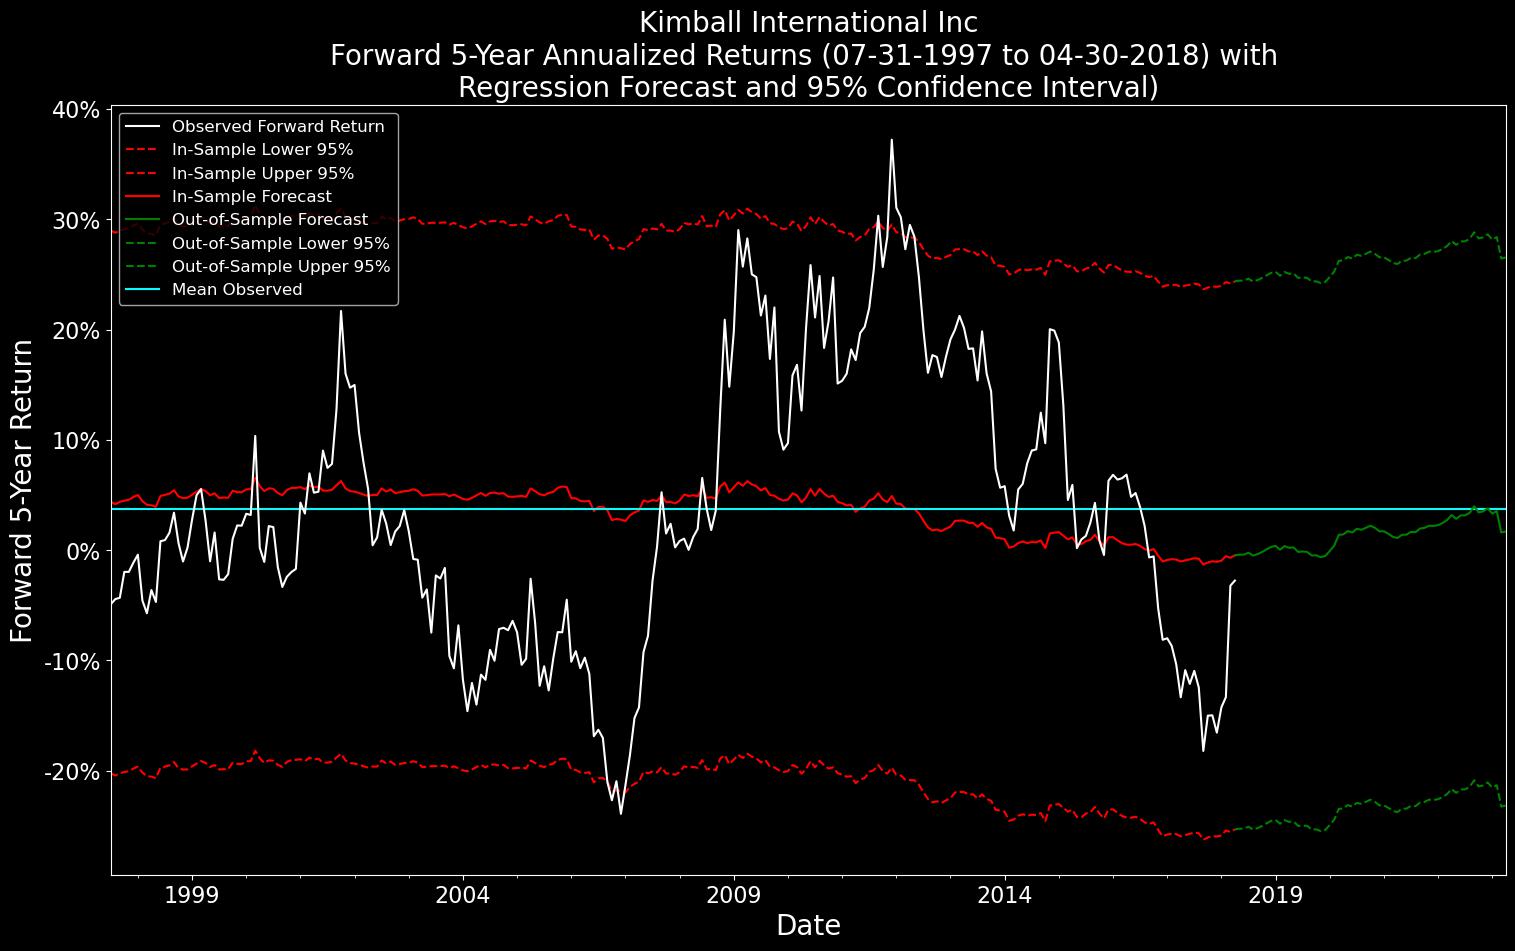 Kimball International Inc
Forward 5-Year Annualized Returns (07-31-1997 to 04-30-2018) with
Regression Forecast and 95% Confidence Interval)
Forward 5-Year Return
40%
30%
20%
10%
0%
-10%
-20%
Observed Forward Return
In-Sample Lower 95%
In-Sample Upper 95%
In-Sample Forecast
Out-of-Sample Forecast
Out-of-Sample Lower 95%
Out-of-Sample Upper 95%
Mean Observed
1999 2004 2009 2014 2019
Date